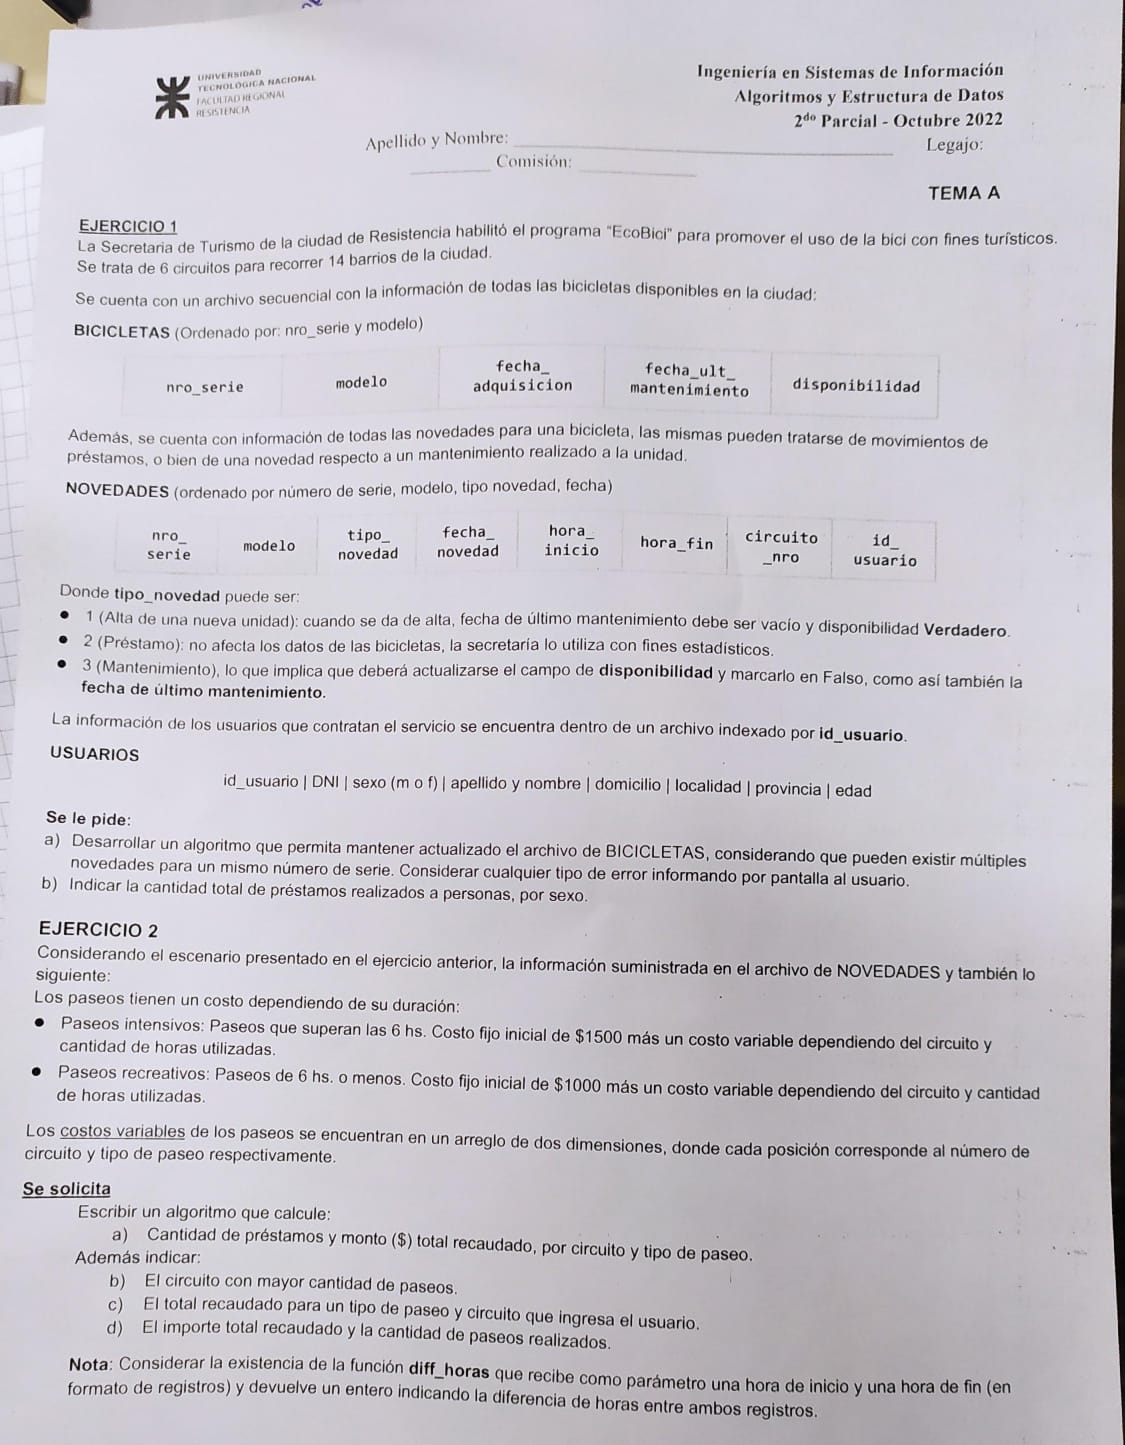 UNIVERSIDAD
TECNOLÓGICA NACIONAL
FACULTAD REGIONAL
RESISTENCIA
Ingeniería en Sistemas de Información
Algoritmos y Estructura de Datos
2do Parcial - Octubre 2022
Apellido y Nombre: ____________________ Legajo:
________ Comisión: ____________
TEMA A
EJERCICIO 1
La Secretaria de Turismo de la ciudad de Resistencia habilitó el programa "EcoBici" para promover el uso de la bici con fines turísticos.
Se trata de 6 circuitos para recorrer 14 barrios de la ciudad.
Se cuenta con un archivo secuencial con la información de todas las bicicletas disponibles en la ciudad:
BICICLETAS (Ordenado por: nro_serie y modelo)
nro_serie modelo fecha_adquisicion fecha_ult_mantenimiento disponibilidad
Además, se cuenta con información de todas las novedades para una bicicleta, las mismas pueden tratarse de movimientos de
préstamos, o bien de una novedad respecto a un mantenimiento realizado a la unidad.
NOVEDADES (ordenado por número de serie, modelo, tipo novedad, fecha)
nro_serie modelo tipo_novedad fecha_novedad hora_inicio hora_fin circuito_nro id_usuario
Donde tipo_novedad puede ser:
● 1 (Alta de una nueva unidad): cuando se da de alta, fecha de último mantenimiento debe ser vacío y disponibilidad Verdadero.
● 2 (Préstamo): no afecta los datos de las bicicletas, la secretaría lo utiliza con fines estadísticos.
● 3 (Mantenimiento), lo que implica que deberá actualizarse el campo de disponibilidad y marcarlo en Falso, como así también la
fecha de último mantenimiento.
La información de los usuarios que contratan el servicio se encuentra dentro de un archivo indexado por id_usuario.
USUARIOS
id_usuario | DNI | sexo (m o f) | apellido y nombre | domicilio | localidad | provincia | edad
Se le pide:
a) Desarrollar un algoritmo que permita mantener actualizado el archivo de BICICLETAS, considerando que pueden existir múltiples
novedades para un mismo número de serie. Considerar cualquier tipo de error informando por pantalla al usuario.
b) Indicar la cantidad total de préstamos realizados a personas, por sexo.
EJERCICIO 2
Considerando el escenario presentado en el ejercicio anterior, la información suministrada en el archivo de NOVEDADES y también lo
siguiente:
Los paseos tienen un costo dependiendo de su duración:
● Paseos intensivos: Paseos que superan las 6 hs. Costo fijo inicial de $1500 más un costo variable dependiendo del circuito y
cantidad de horas utilizadas.
● Paseos recreativos: Paseos de 6 hs. o menos. Costo fijo inicial de $1000 más un costo variable dependiendo del circuito y cantidad
de horas utilizadas.
Los costos variables de los paseos se encuentran en un arreglo de dos dimensiones, donde cada posición corresponde al número de
circuito y tipo de paseo respectivamente.
Se solicita
Escribir un algoritmo que calcule:
a) Cantidad de préstamos y monto ($) total recaudado, por circuito y tipo de paseo.
Además indicar:
b) El circuito con mayor cantidad de paseos.
c) El total recaudado para un tipo de paseo y circuito que ingresa el usuario.
d) El importe total recaudado y la cantidad de paseos realizados.
Nota: Considerar la existencia de la función diff_horas que recibe como parámetro una hora de inicio y una hora de fin (en
formato de registros) y devuelve un entero indicando la diferencia de horas entre ambos registros.